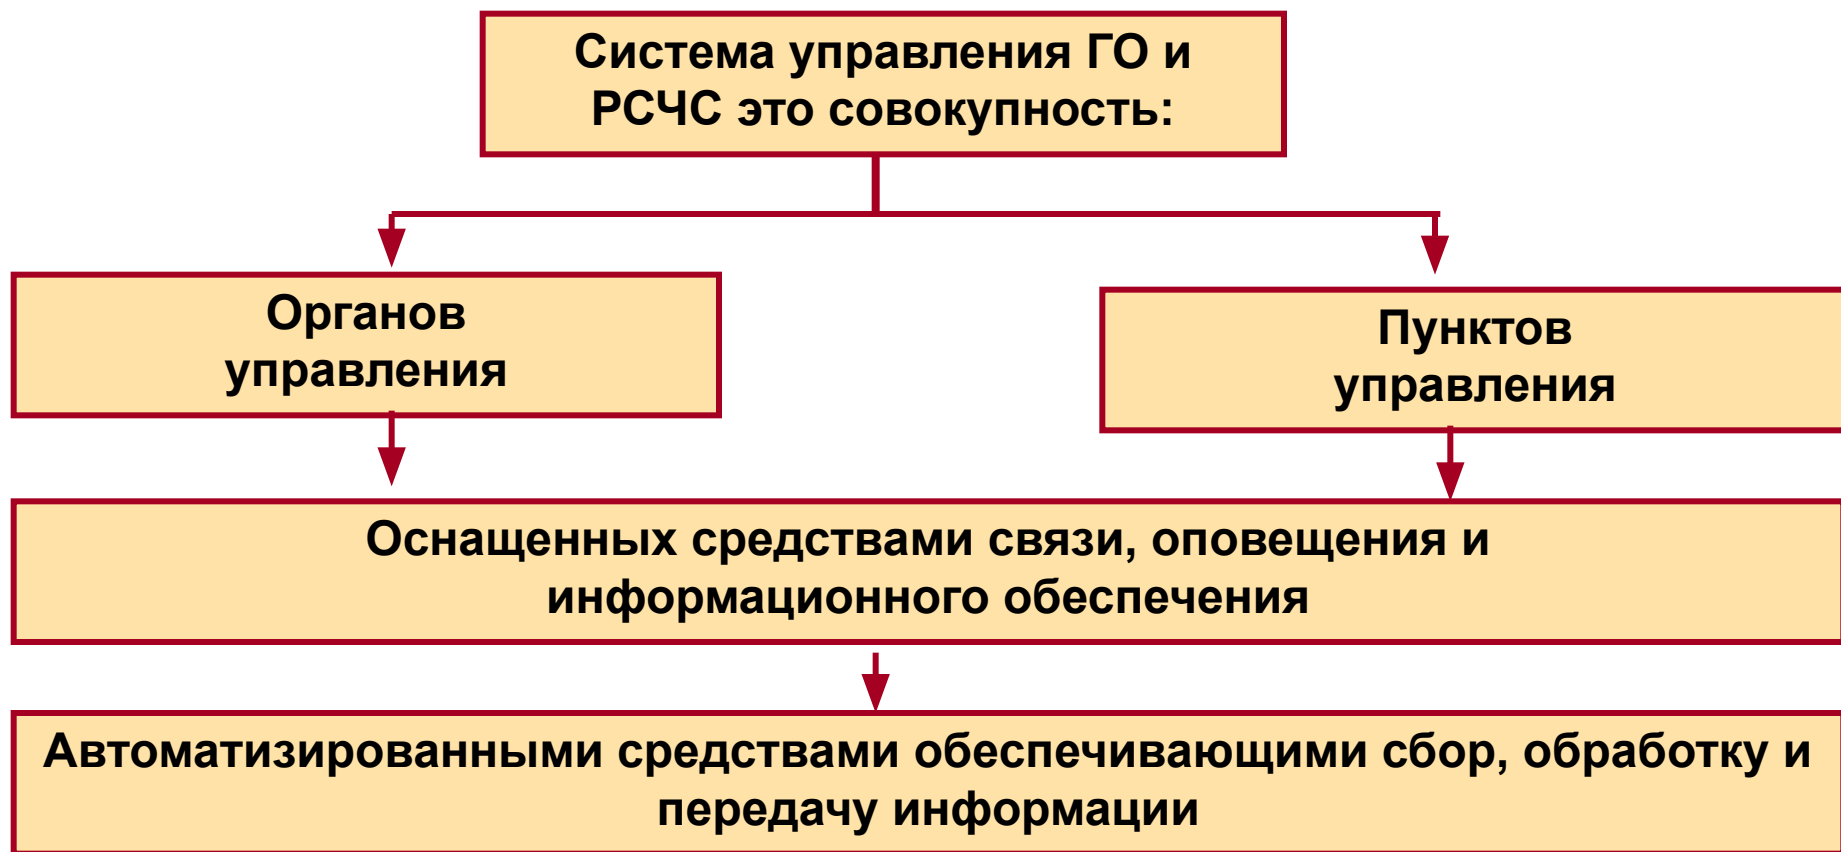 Система управления ГО и
РСЧС это совокупность:
Органов
управления
Пунктов
управления
Оснащенных средствами связи, оповещения и
информационного обеспечения
Автоматизированными средствами обеспечивающими сбор, обработку и
передачу информации